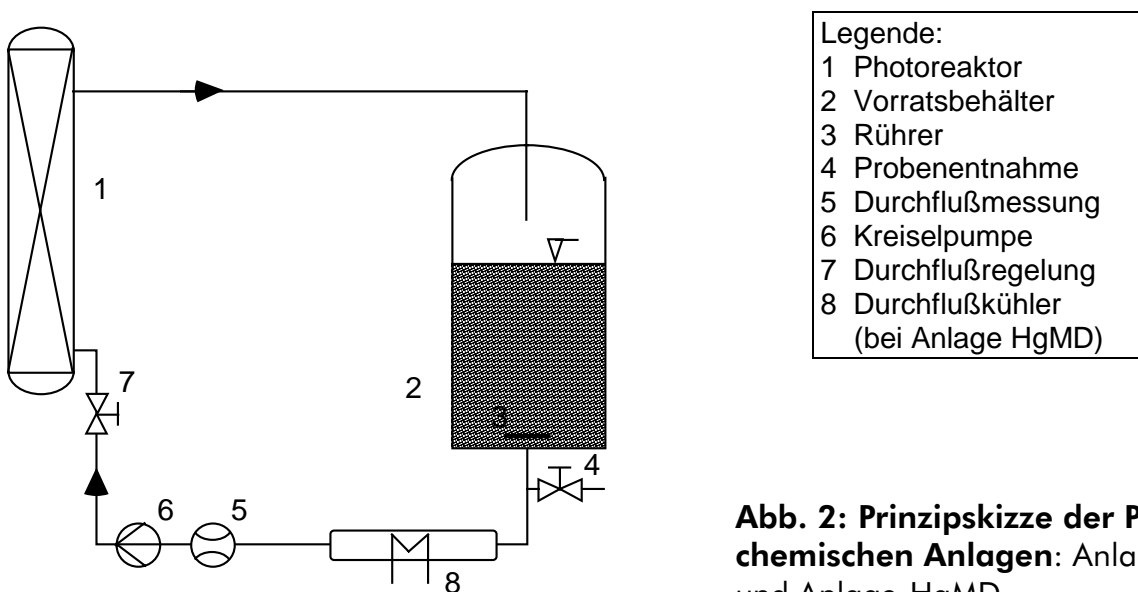 Legende:
1 Photoreaktor
2 Vorratsbehälter
3 Rührer
4 Probenentnahme
5 Durchflußmessung
6 Kreiselpumpe
7 Durchflußregelung
8 Durchflußkühler
(bei Anlage HgMD)
1
2
3
7
4
6
5
8
Abb. 2: Prinzipskizze der P
chemischen Anlagen: Anla
und Anlage HgMD